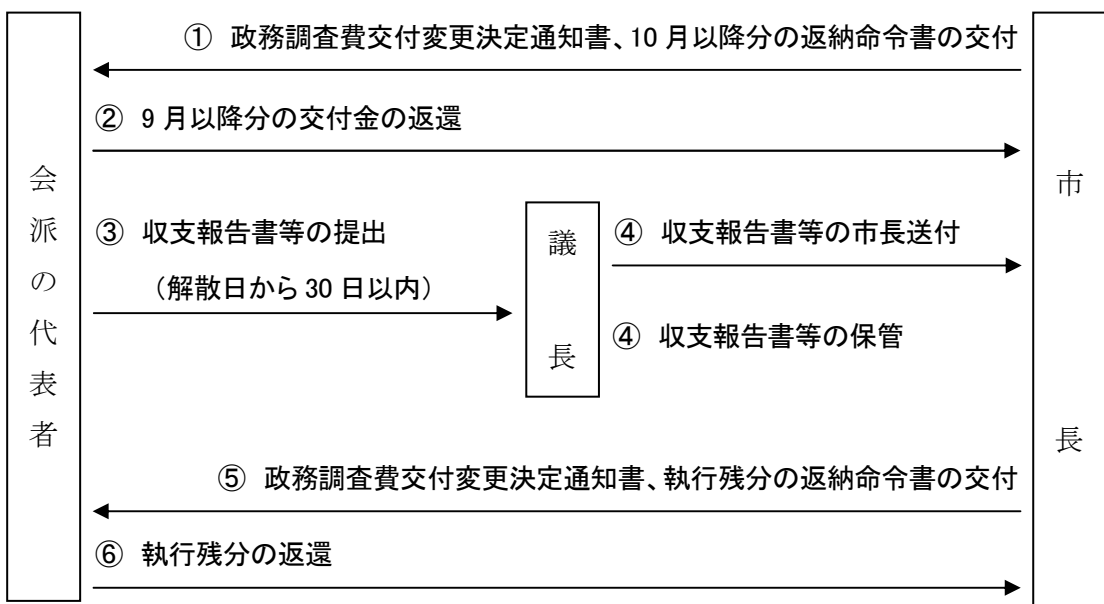 ① 政務調査費交付変更決定通知書、10月以降分の返納命令書の交付
② 9月以降分の交付金の返還
会派の代表者
市長
③ 収支報告書等の提出
（解散日から30日以内）
議長
④ 収支報告書等の市長送付
④ 収支報告書等の保管
⑤ 政務調査費交付変更決定通知書、執行残分の返納命令書の交付
⑥ 執行残分の返還